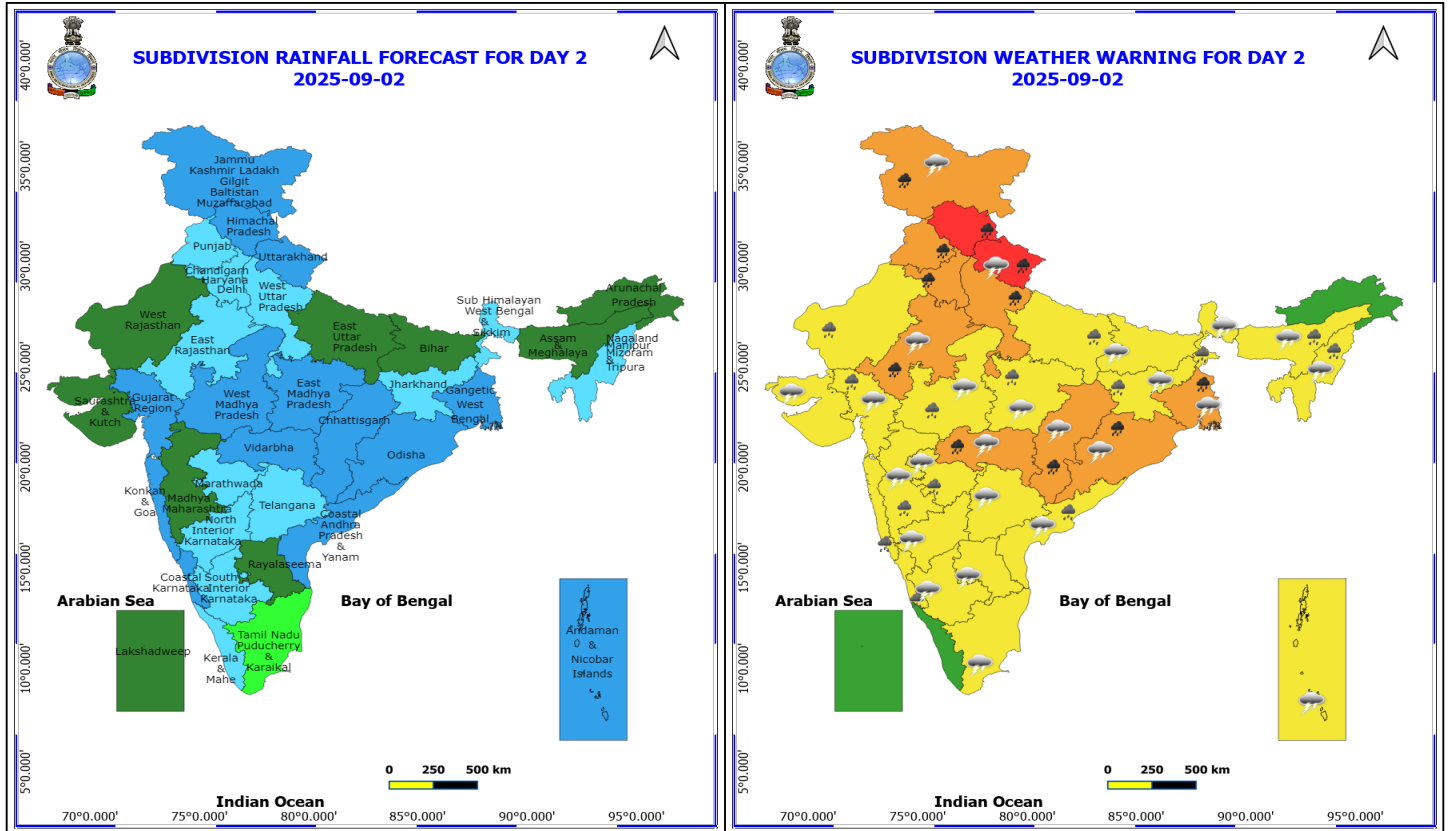 SUBDIVISION RAINFALL FORECAST FOR DAY 2
2025-09-02
40°0.000'
35°0.000'
30°0.000'
25°0.000'
20°0.000'
15°0.000'
10°0.000'
5°0.000'
Jammu
Kashmir Ladakh
Gilgit
Baltistan
Muzaffarabad
Himachal
Pradesh
Punjab
Uttarakhand
Chandigarh
Haryana
Delhi
West
Uttar
Pradesh
West
Rajasthan
East
Rajasthan
East
Uttar
Pradesh
Bihar
Sub Himalayan
West Bengal
&
Sikkim
Arunachal
Pradesh
Assam
&
Meghalaya
Nagaland
Manipur
Mizoram
&
Tripura
Jharkhand
Gangetic
West
Bengal
Saurashtra
&
Kutch
Gujarat
Region
West
Madhya
Pradesh
East
Madhya
Pradesh
Chhattisgarh
Odisha
Vidarbha
Konkan
&
Goa
Madhya
Maharashtra
Marathwada
Telangana
North
Interior
Karnataka
Coastal
Andhra
Pradesh
&
Yanam
Rayalaseema
Coastal
Karnataka
South
Interior
Karnataka
Tamil Nadu
Puducherry
&
Karaikal
Kerala
&
Mahe
Lakshadweep
Andaman
&
Nicobar
Islands
Arabian Sea
Bay of Bengal
Indian Ocean
0 250 500 km
70°0.000' 75°0.000' 80°0.000' 85°0.000' 90°0.000' 95°0.000'
SUBDIVISION WEATHER WARNING FOR DAY 2
2025-09-02
40°0.000'
35°0.000'
30°0.000'
25°0.000'
20°0.000'
15°0.000'
10°0.000'
5°0.000'
Arabian Sea
Bay of Bengal
Indian Ocean
0 250 500 km
70°0.000' 75°0.000' 80°0.000' 85°0.000' 90°0.000' 95°0.000'